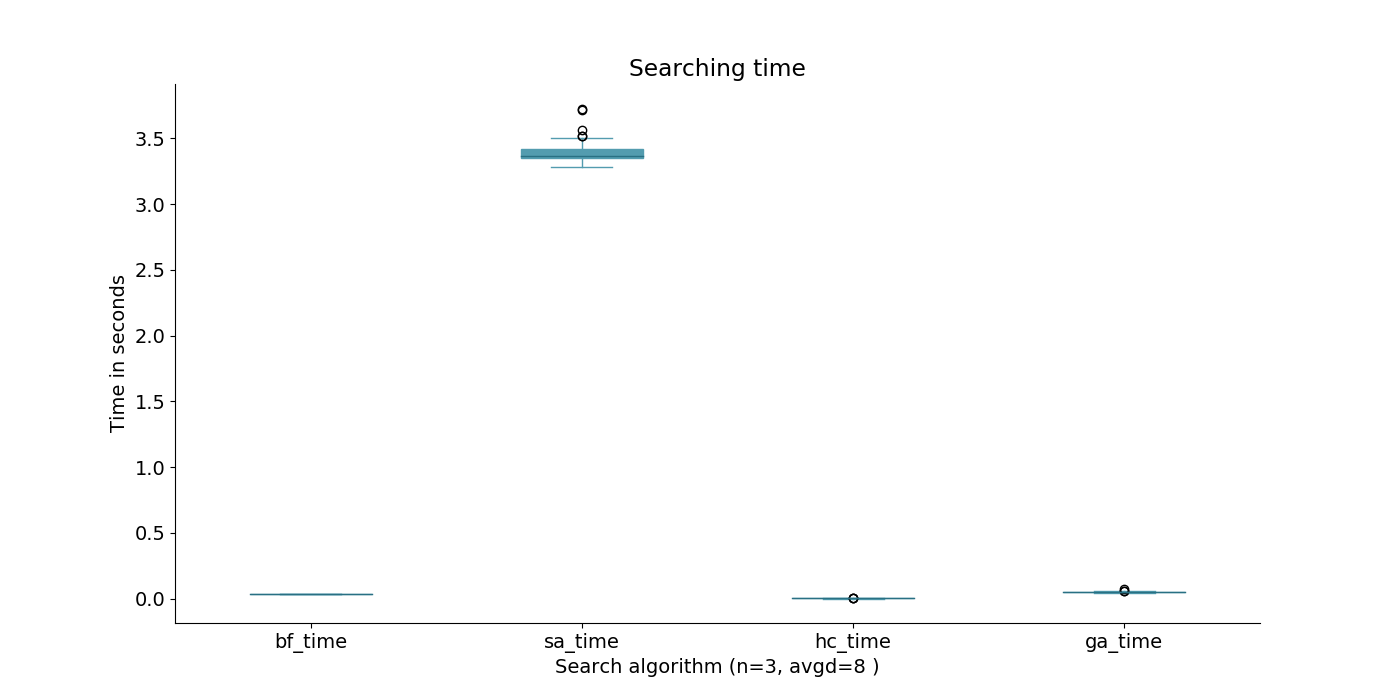 Searching time
3.5
3.0
2.5
2.0
1.5
1.0
0.5
0.0
Time in seconds
bf_time sa_time hc_time ga_time
Search algorithm (n=3, avgd=8 )